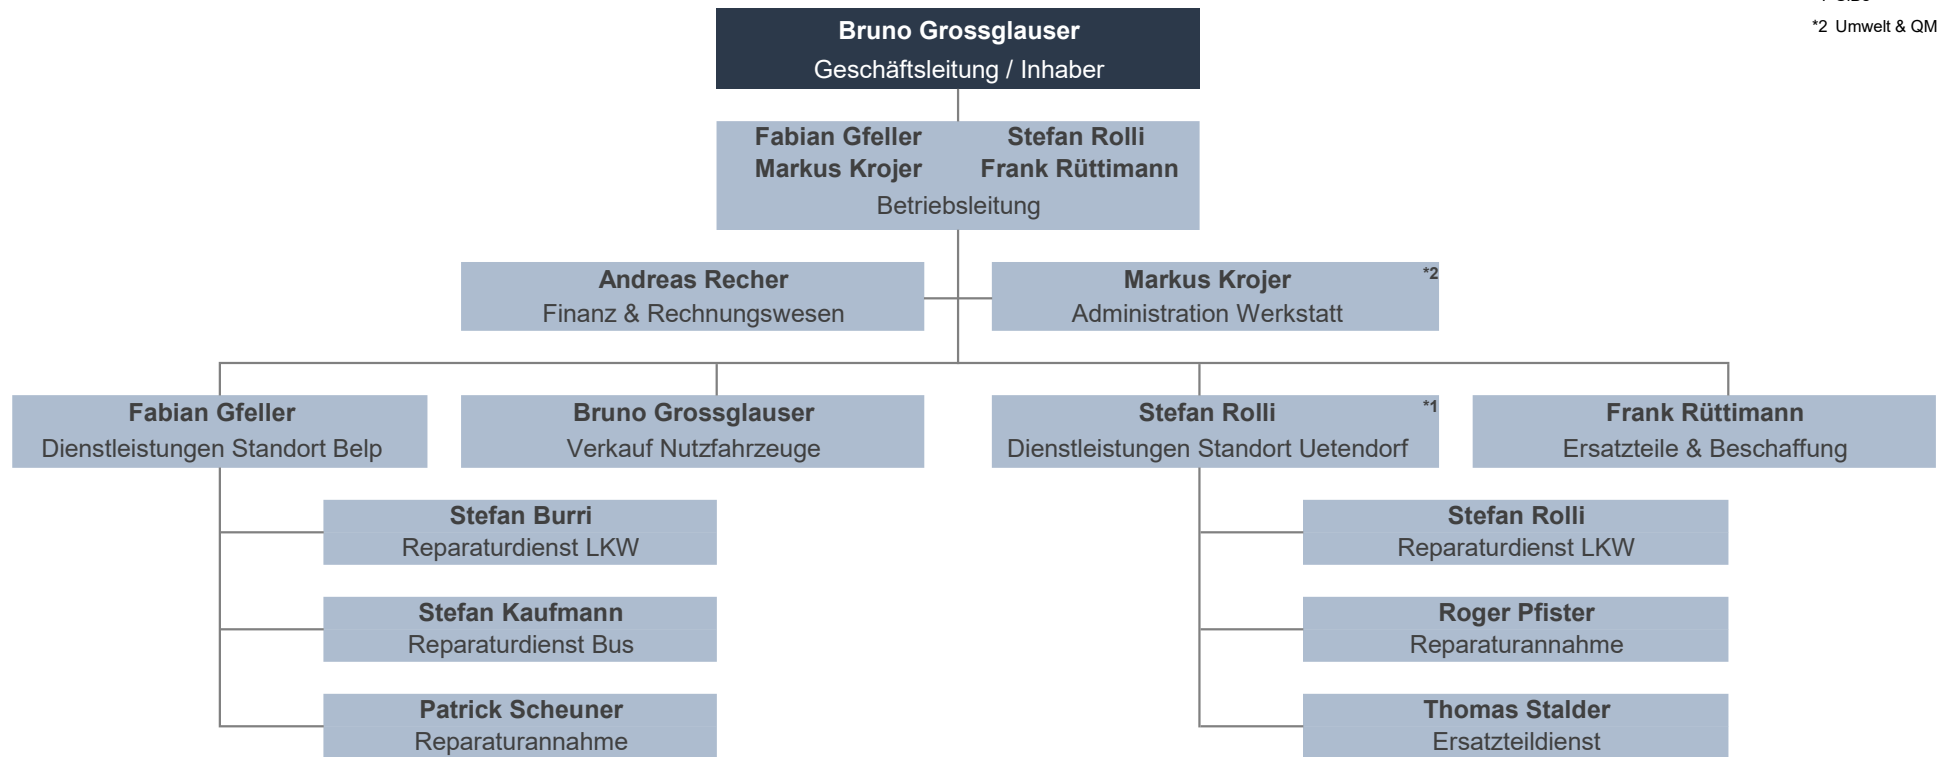 *2 Umwelt & QM
Bruno Grossglauser
Geschäftsleitung / Inhaber
Fabian Gfeller Stefan Rolli
Markus Krojer Frank Rüttimann
Betriebsleitung
Andreas Recher
Finanz & Rechnungswesen
Markus Krojer *2
Administration Werkstatt
Fabian Gfeller
Dienstleistungen Standort Belp
Bruno Grossglauser
Verkauf Nutzfahrzeuge
Stefan Rolli *1
Dienstleistungen Standort Uetendorf
Frank Rüttimann
Ersatzteile & Beschaffung
Stefan Burri
Reparaturdienst LKW
Stefan Kaufmann
Reparaturdienst Bus
Patrick Scheuner
Reparaturannahme
Stefan Rolli
Reparaturdienst LKW
Roger Pfister
Reparaturannahme
Thomas Stalder
Ersatzteildienst